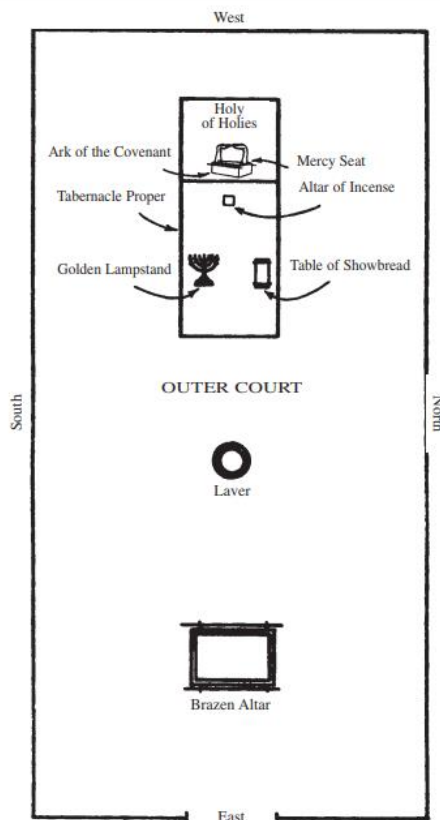 West
Holy
of Holies
Ark of the Covenant
Mercy Seat
Tabernacle Proper
Altar of Incense
Golden Lampstand
Table of Showbread
OUTER COURT
South
North
Laver
Brazen Altar
East